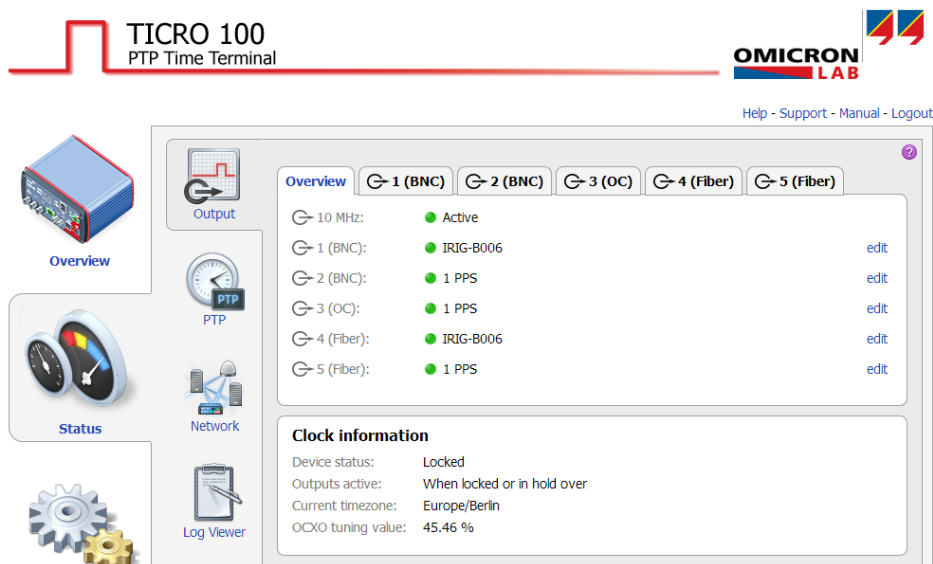 TICRO 100
PTP Time Terminal
OMICRON
LAB
Help - Support - Manual - Logout
Overview
Status
Output
PTP
PTP
Network
Log Viewer
?
Overview 1 (BNC) 2 (BNC) 3 (OC) 4 (Fiber) 5 (Fiber)
10 MHz: Active
1 (BNC): IRIG-B006 edit
2 (BNC): 1 PPS edit
3 (OC): 1 PPS edit
4 (Fiber): IRIG-B006 edit
5 (Fiber): 1 PPS edit
Clock information
Device status: Locked
Outputs active: When locked or in hold over
Current timezone: Europe/Berlin
OCXO tuning value: 45.46 %